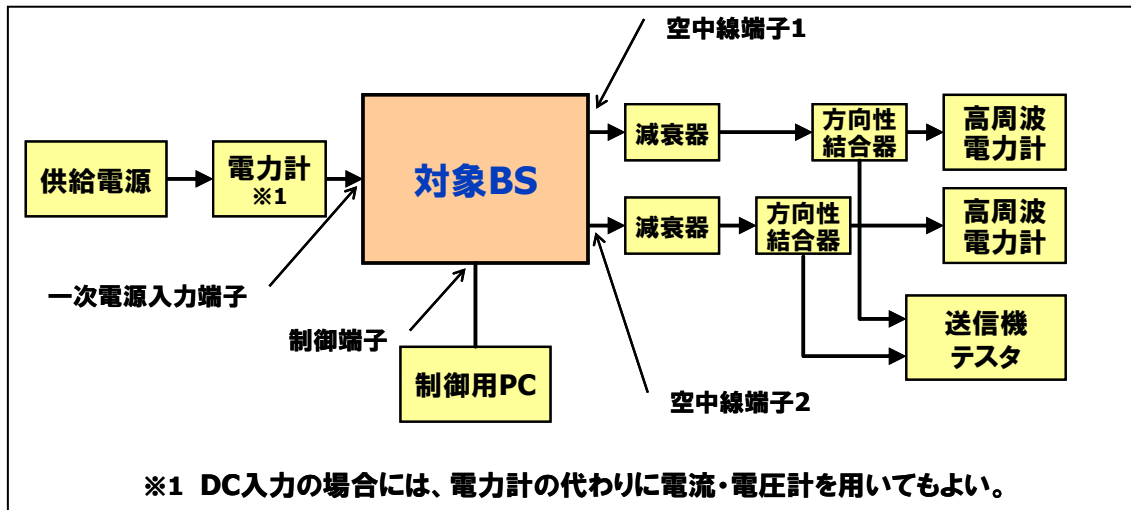 空中線端子1
供給電源
電力計
※1
対象BS
減衰器
方向性
結合器
高周波
電力計
減衰器
方向性
結合器
高周波
電力計
一次電源入力端子
制御端子
制御用PC
送信機
テスタ
空中線端子2
※1 DC入力の場合には、電力計の代わりに電流・電圧計を用いてもよい。